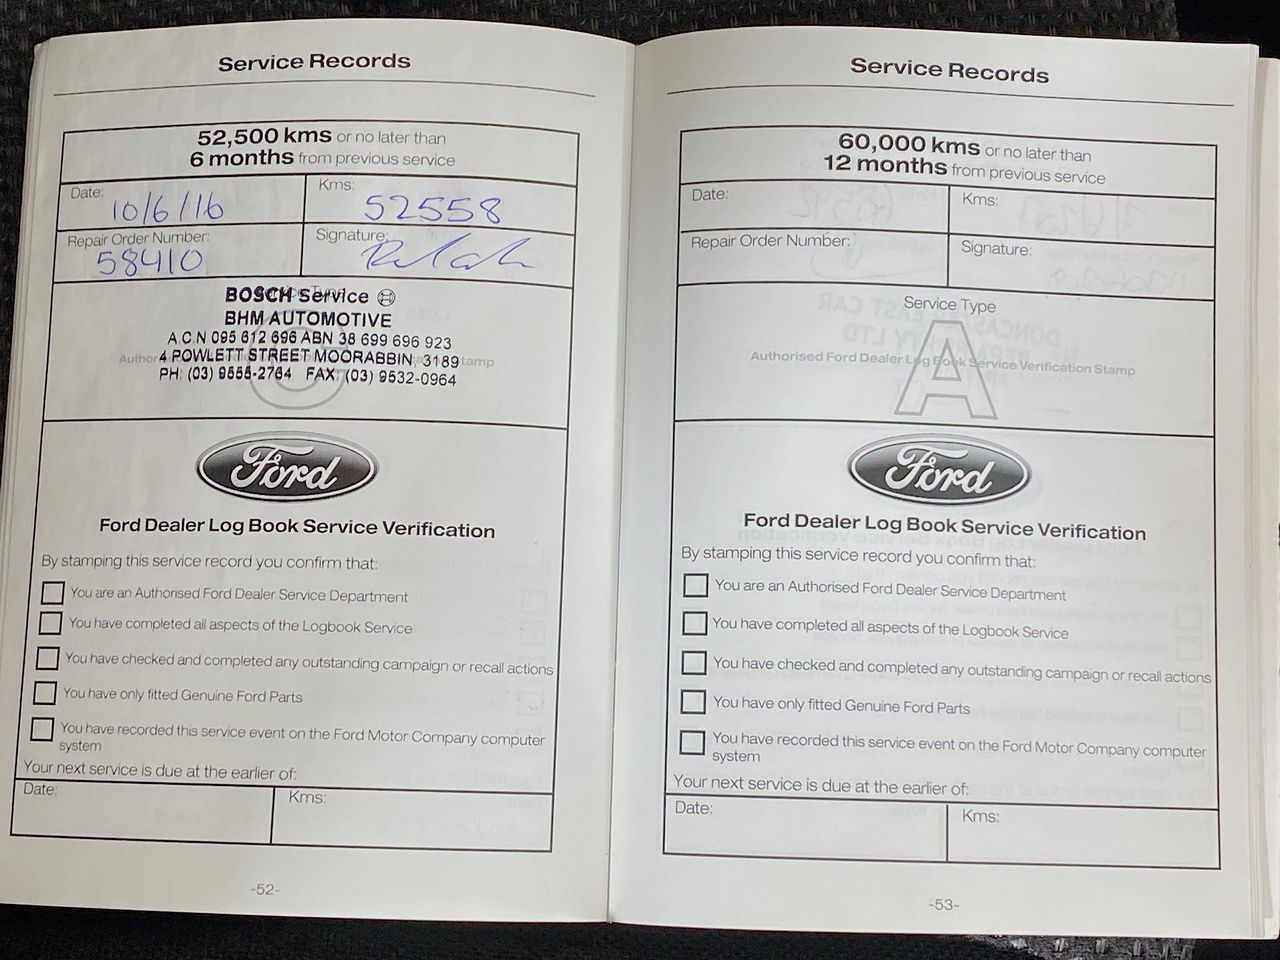 Service Records
52,500 kms or no later than
6 months from previous service
Date:
10/6/16
Kms:
52558
Repair Order Number:
58410
Signature:
BOSCH Service
BHM AUTOMOTIVE
A.C.N 095 612 696 ABN 38 699 696 923
4 POWLETT STREET MOORABBIN, 3189
PH: (03) 9555-2764 FAX: (03) 9532-0964
C
Ford
Ford Dealer Log Book Service Verification
By stamping this service record you confirm that:
You are an Authorised Ford Dealer Service Department
You have completed all aspects of the Logbook Service
You have checked and completed any outstanding campaign or recall actions
You have only fitted Genuine Ford Parts
You have recorded this service event on the Ford Motor Company computer
system
Your next service is due at the earlier of:
Date:
Kms:
-52-
Service Records
60,000 kms or no later than
12 months from previous service
Date:
Kms:
Repair Order Number:
Signature:
Service Type
A
Authorised Ford Dealer Log Book Service Verification Stamp
Ford
Ford Dealer Log Book Service Verification
By stamping this service record you confirm that:
You are an Authorised Ford Dealer Service Department
You have completed all aspects of the Logbook Service
You have checked and completed any outstanding campaign or recall actions
You have only fitted Genuine Ford Parts
You have recorded this service event on the Ford Motor Company computer
system
Your next service is due at the earlier of:
Date:
Kms:
-53-